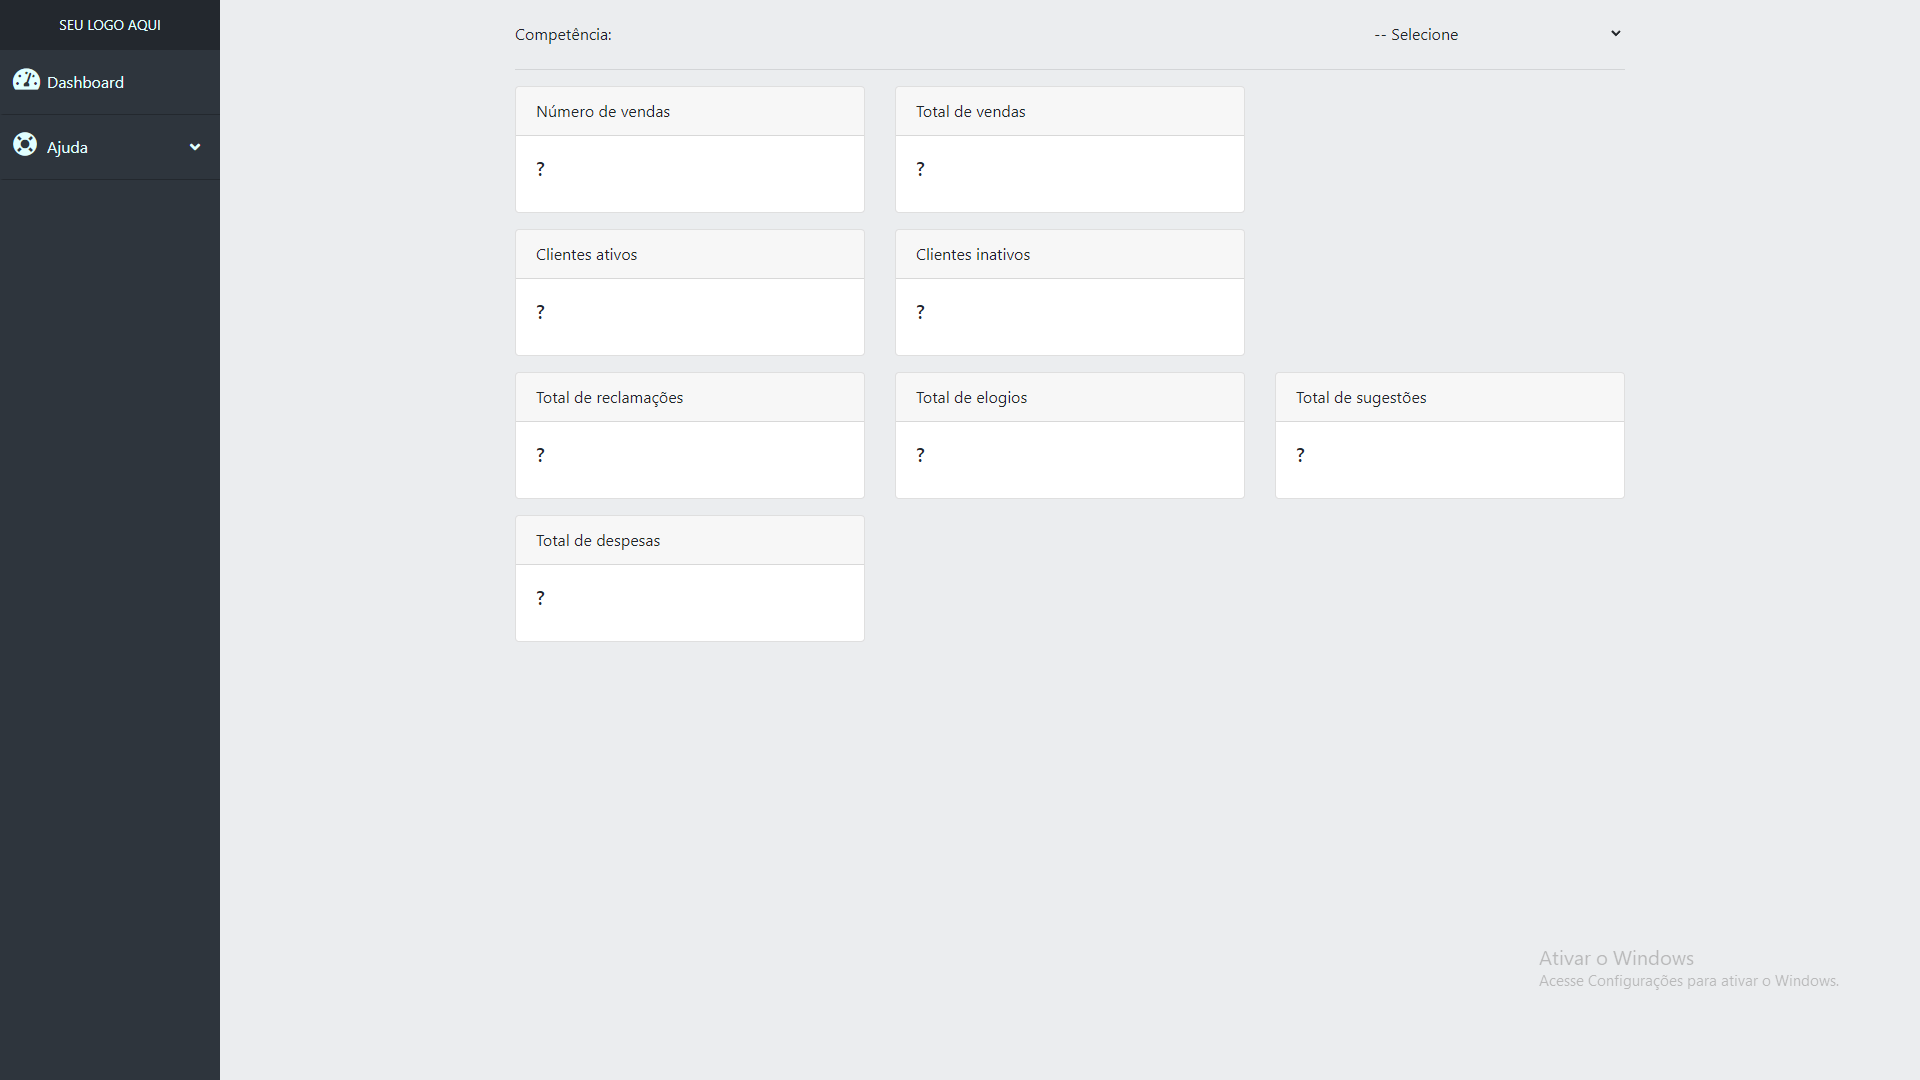 SEU LOGO AQUI
Dashboard
Ajuda
Competência:
-- Selecione
Número de vendas
?
Total de vendas
?
Clientes ativos
?
Clientes inativos
?
Total de reclamações
?
Total de elogios
?
Total de sugestões
?
Total de despesas
?
Ativar o Windows
Acesse Configurações para ativar o Windows.